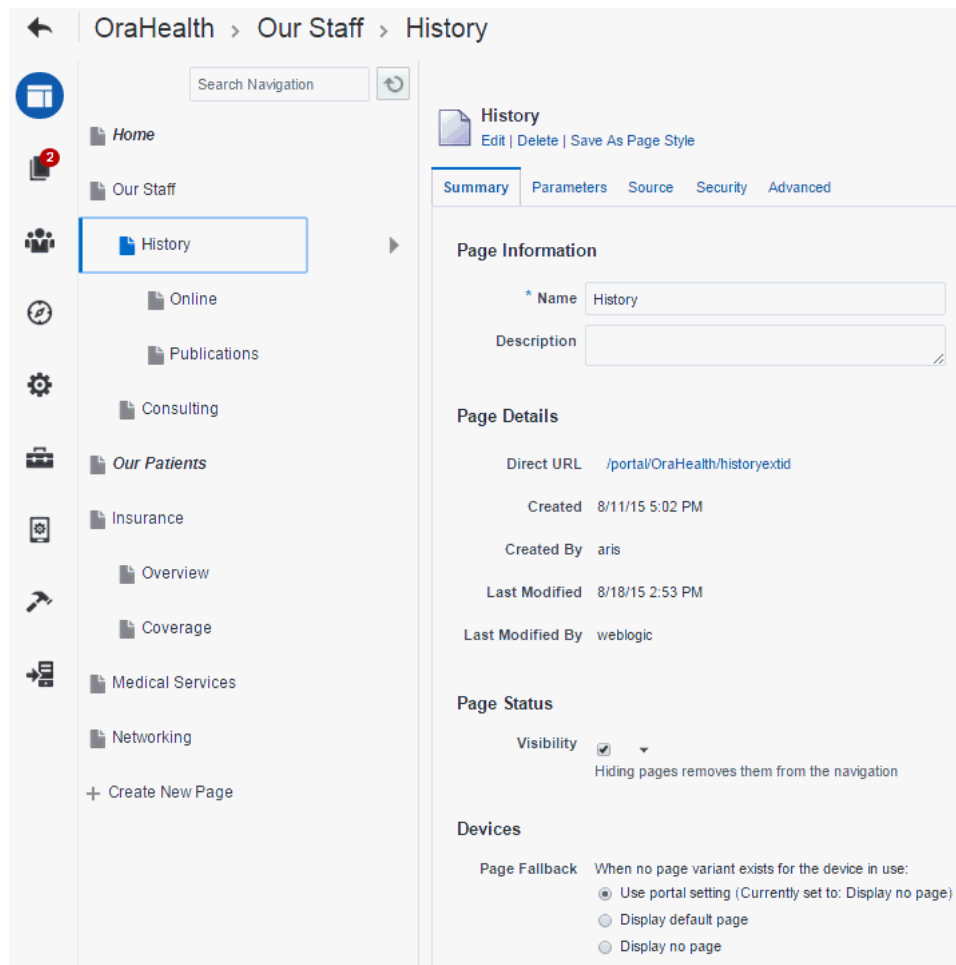 OraHealth > Our Staff > History
Search Navigation
2
Home
Our Staff
History
Online
Publications
Consulting
Our Patients
Insurance
Overview
Coverage
Medical Services
Networking
Create New Page
History
Edit | Delete | Save As Page Style
Summary Parameters Source Security Advanced
Page Information
* Name History
Description
Page Details
Direct URL /portal/OraHealth/historyextid
Created 8/11/15 5:02 PM
Created By aris
Last Modified 8/18/15 2:53 PM
Last Modified By weblogic
Page Status
Visibility
Hiding pages removes them from the navigation
Devices
Page Fallback When no page variant exists for the device in use:
Use portal setting (Currently set to: Display no page)
Display default page
Display no page